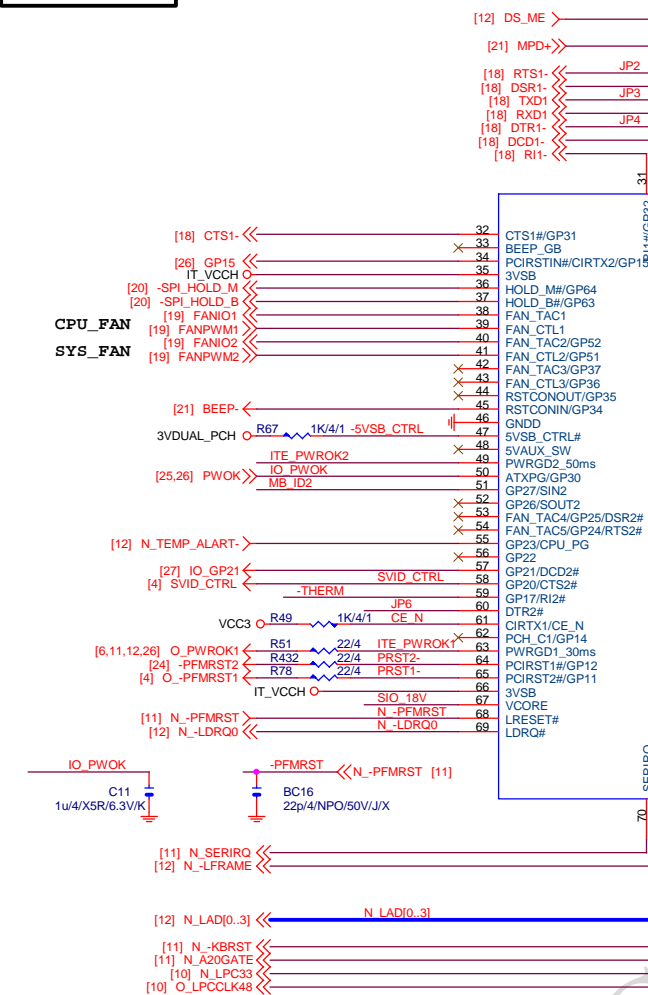 [12] DS_ME
[21] MPD+
[18] RTS1- JP2
[18] DSR1-
[18] TXD1 JP3
[18] RXD1
[18] DTR1- JP4
[18] DCD1-
[18] RI1-
31
RI1#/GP32
[18] CTS1- 32 CTS1#/GP31
33 BEEP_GB
[26] GP15 34 PCIRSTIN#/CIRTX2/GP15
IT_VCCH 35 3VSB
[20] -SPI_HOLD_M 36 HOLD_M#/GP64
[20] -SPI_HOLD_B 37 HOLD_B#/GP63
[19] FANIO1 38 FAN_TAC1
CPU_FAN [19] FANPWM1 39 FAN_CTL1
[19] FANIO2 40 FAN_TAC2/GP52
SYS_FAN [19] FANPWM2 41 FAN_CTL2/GP51
42 FAN_TAC3/GP37
43 FAN_CTL3/GP36
44 RSTCONOUT/GP35
[21] BEEP- 45 RSTCONIN/GP34
46 GNDD
3VDUAL_PCH R67 1K/4/1 -5VSB_CTRL 47 5VSB_CTRL#
48 5VAUX_SW
ITE_PWROK2 49 PWRGD2_50ms
[25,26] PWOK IO_PWOK 50 ATXPG/GP30
MB_ID2 51 GP27/SIN2
52 GP26/SOUT2
53 FAN_TAC4/GP25/DSR2#
54 FAN_TAC5/GP24/RTS2#
[12] N_TEMP_ALART- 55 GP23/CPU_PG
56 GP22
[27] IO_GP21 57 GP21/DCD2#
[4] SVID_CTRL SVID_CTRL 58 GP20/CTS2#
-THERM 59 GP17/RI2#
JP6 60 DTR2#
VCC3 R49 1K/4/1 CE_N 61 CIRTX1/CE_N
62 PCH_C1/GP14
[6,11,12,26] O_PWROK1 R51 22/4 ITE_PWROK1 63 PWRGD1_30ms
[24] -PFMRST2 R432 22/4 PRST2- 64 PCIRST1#/GP12
[4] O_-PFMRST1 R78 22/4 PRST1- 65 PCIRST2#/GP11
IT_VCCH 66 3VSB
SIO_18V 67 VCORE
[11] N_-PFMRST N_-PFMRST 68 LRESET#
[12] N_-LDRQ0 N_-LDRQ0 69 LDRQ#
SERIRQ
70
IO_PWOK -PFMRST N_-PFMRST [11]
C11 BC16
1u/4/X5R/6.3V/K 22p/4/NPO/50V/J/X
[11] N_SERIRQ
[12] N_-LFRAME
[12] N_LAD[0..3] N_LAD[0..3]
[11] N_-KBRST
[11] N_A20GATE
[10] N_LPC33
[10] O_LPCCLK48